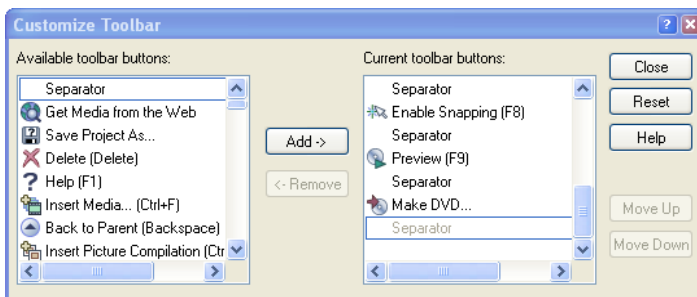 Customize Toolbar
Available toolbar buttons:
Separator
Get Media from the Web
Save Project As...
Delete (Delete)
Help (F1)
Insert Media... (Ctrl+F)
Back to Parent (Backspace)
Insert Picture Compilation (Ctr
Add ->
<- Remove
Current toolbar buttons:
Separator
Enable Snapping (F8)
Separator
Preview (F9)
Separator
Make DVD...
Separator
Close
Reset
Help
Move Up
Move Down